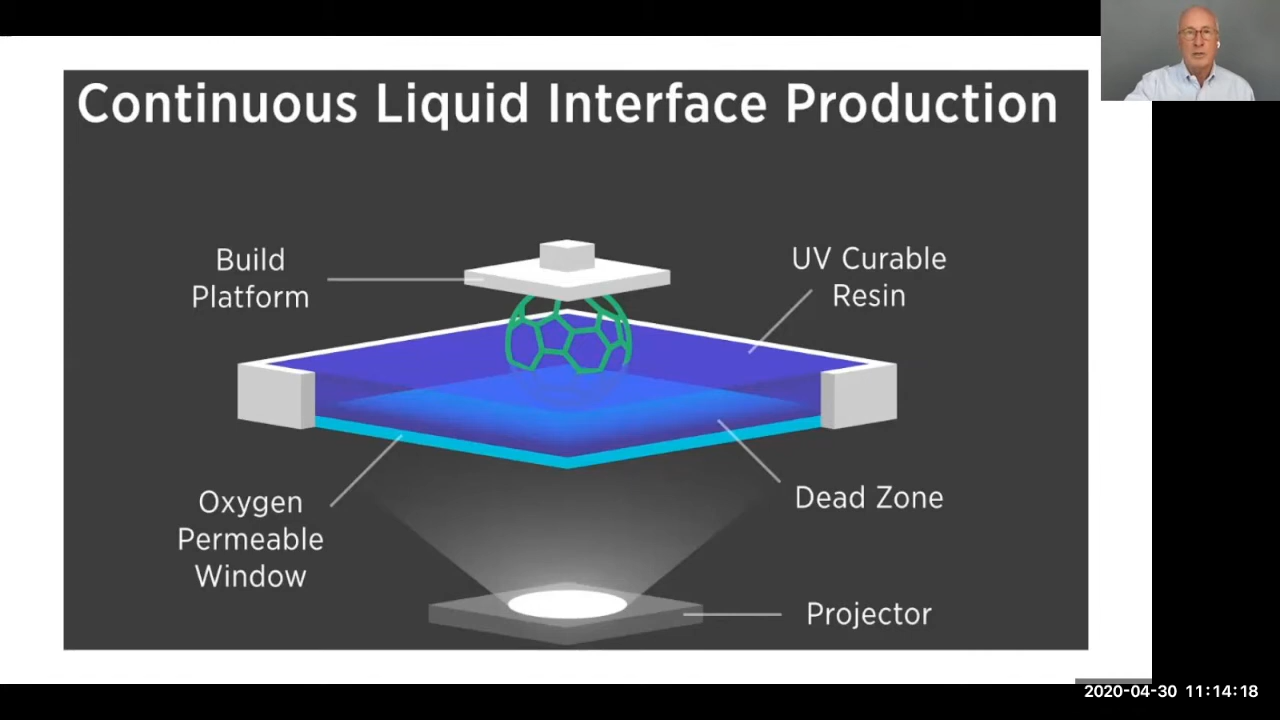 Continuous Liquid Interface Production
Build
Platform
UV Curable
Resin
Oxygen
Permeable
Window
Dead Zone
Projector
2020-04-30 11:14:18